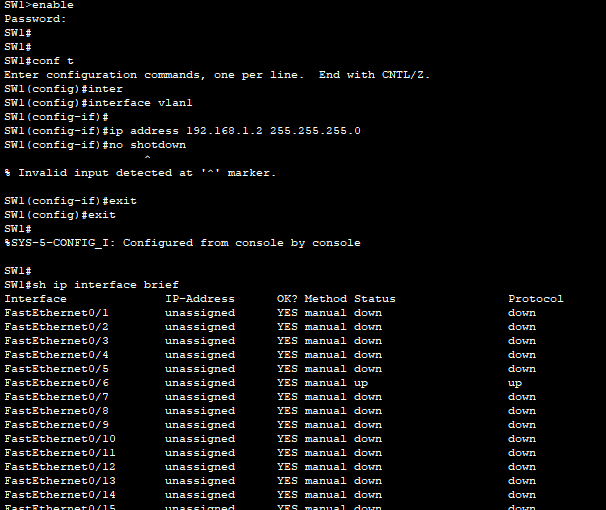 SW1>enable
Password:
SW1#
SW1#
SW1#conf t
Enter configuration commands, one per line.  End with CNTL/Z.
SW1(config)#inter
SW1(config)#interface vlan1
SW1(config-if)#
SW1(config-if)#ip address 192.168.1.2 255.255.255.0
SW1(config-if)#no shotdown
^
% Invalid input detected at '^' marker.
SW1(config-if)#exit
SW1(config)#exit
SW1#
%SYS-5-CONFIG_I: Configured from console by console
SW1#
SW1#sh ip interface brief
Interface              IP-Address      OK? Method Status                Protocol
FastEthernet0/1        unassigned      YES manual down                  down
FastEthernet0/2        unassigned      YES manual down                  down
FastEthernet0/3        unassigned      YES manual down                  down
FastEthernet0/4        unassigned      YES manual down                  down
FastEthernet0/5        unassigned      YES manual down                  down
FastEthernet0/6        unassigned      YES manual up                    up
FastEthernet0/7        unassigned      YES manual down                  down
FastEthernet0/8        unassigned      YES manual down                  down
FastEthernet0/9        unassigned      YES manual down                  down
FastEthernet0/10       unassigned      YES manual down                  down
FastEthernet0/11       unassigned      YES manual down                  down
FastEthernet0/12       unassigned      YES manual down                  down
FastEthernet0/13       unassigned      YES manual down                  down
FastEthernet0/14       unassigned      YES manual down                  down
FastEthernet0/15       unassigned      YES manual down                  down